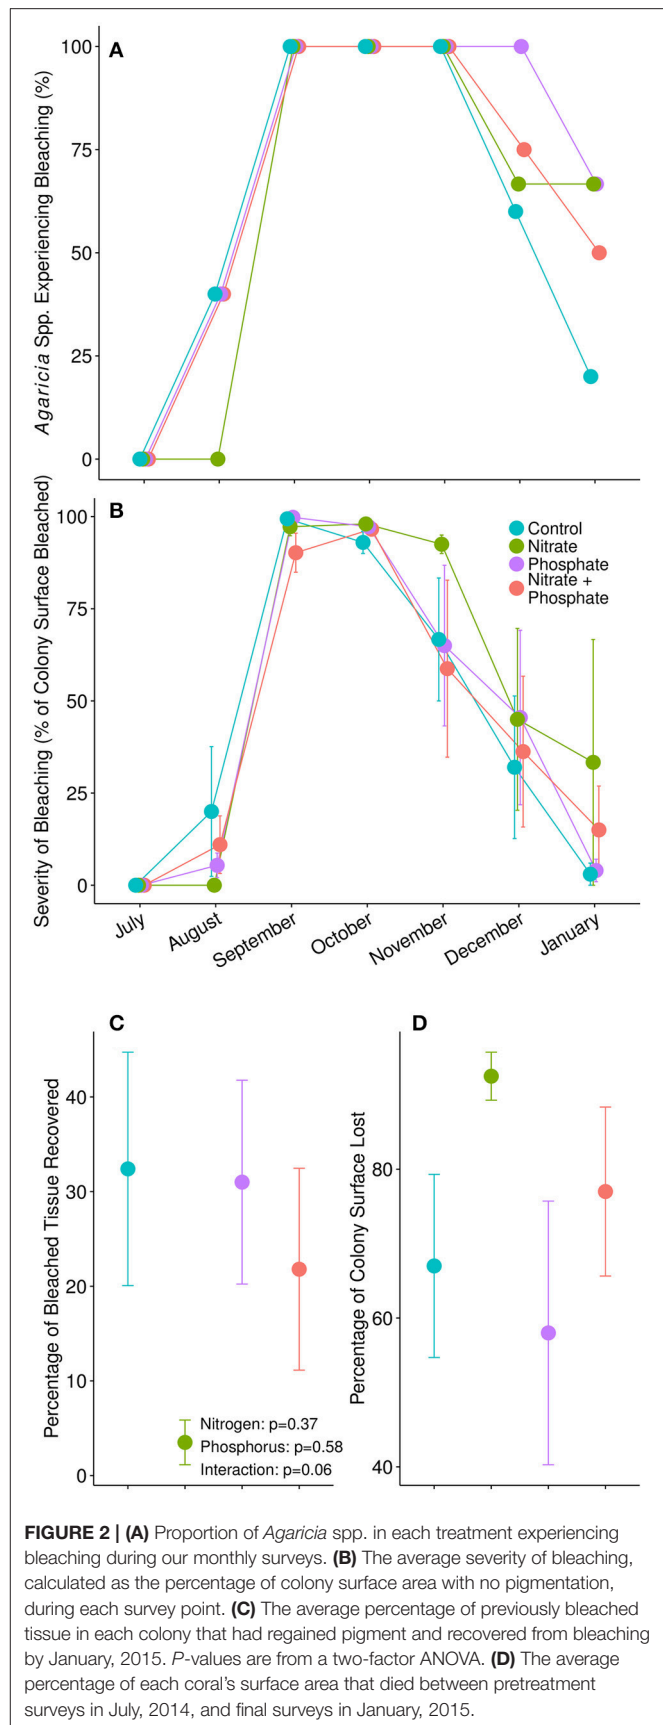 A
100
75
50
25
0
Agaricia Spp. Experiencing Bleaching (%)
B
100
75
50
25
0
Severity of Bleaching (% of Colony Surface Bleached)
Control
Nitrate
Phosphate
Nitrate +
Phosphate
July
August
September
October
November
December
January
C
40
30
20
10
0
Percentage of Bleached Tissue Recovered
Nitrogen: p=0.37
Phosphorus: p=0.58
Interaction: p=0.06
D
80
60
40
Percentage of Colony Surface Lost
FIGURE 2 | (A) Proportion of Agaricia spp. in each treatment experiencing
bleaching during our monthly surveys. (B) The average severity of bleaching,
calculated as the percentage of colony surface area with no pigmentation,
during each survey point. (C) The average percentage of previously bleached
tissue in each colony that had regained pigment and recovered from bleaching
by January, 2015. P-values are from a two-factor ANOVA. (D) The average
percentage of each coral's surface area that died between pretreatment
surveys in July, 2014, and final surveys in January, 2015.